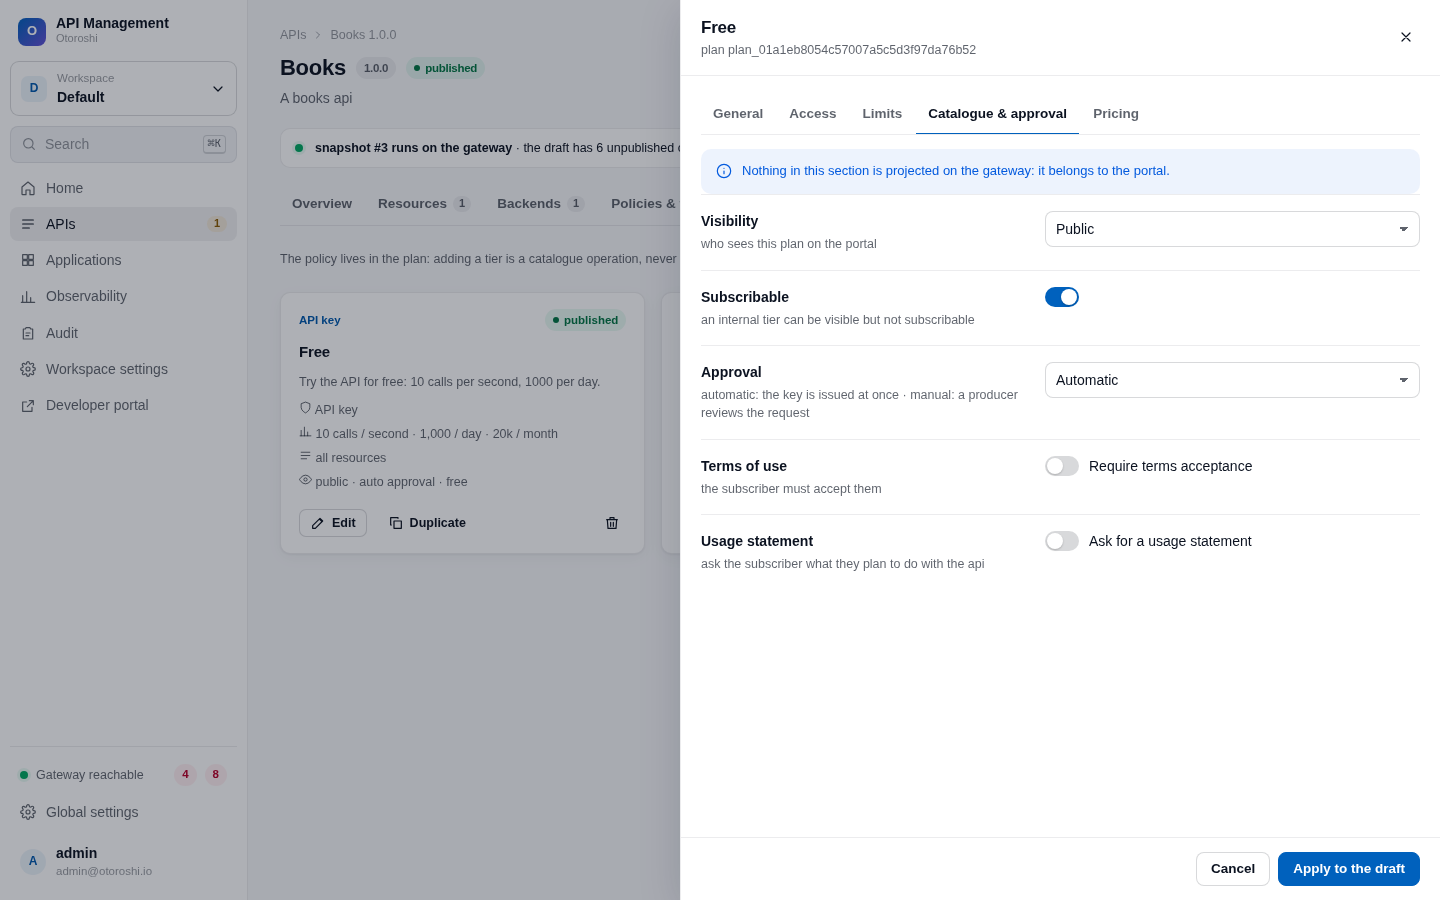 O
API Management
Otoroshi
D
Workspace
Default
Search
⌘K
Home
APIs
1
Applications
Observability
Audit
Workspace settings
Developer portal
Gateway reachable
4
8
Global settings
A
admin
admin@otoroshi.io
APIs
Books 1.0.0
Books
1.0.0
published
A books api
snapshot #3 runs on the gateway · the draft has 6 unpublished
Overview
Resources
1
Backends
1
Policies &
The policy lives in the plan: adding a tier is a catalogue operation, never
API key
published
Free
Try the API for free: 10 calls per second, 1000 per day.
API key
10 calls / second · 1,000 / day · 20k / month
all resources
public · auto approval · free
Edit
Duplicate
Free
plan plan_01a1eb8054c57007a5c5d3f97da76b52
General
Access
Limits
Catalogue & approval
Pricing
Nothing in this section is projected on the gateway: it belongs to the portal.
Visibility
who sees this plan on the portal
Public
Subscribable
an internal tier can be visible but not subscribable
Approval
automatic: the key is issued at once · manual: a producer
reviews the request
Automatic
Terms of use
the subscriber must accept them
Require terms acceptance
Usage statement
ask the subscriber what they plan to do with the api
Ask for a usage statement
Cancel
Apply to the draft